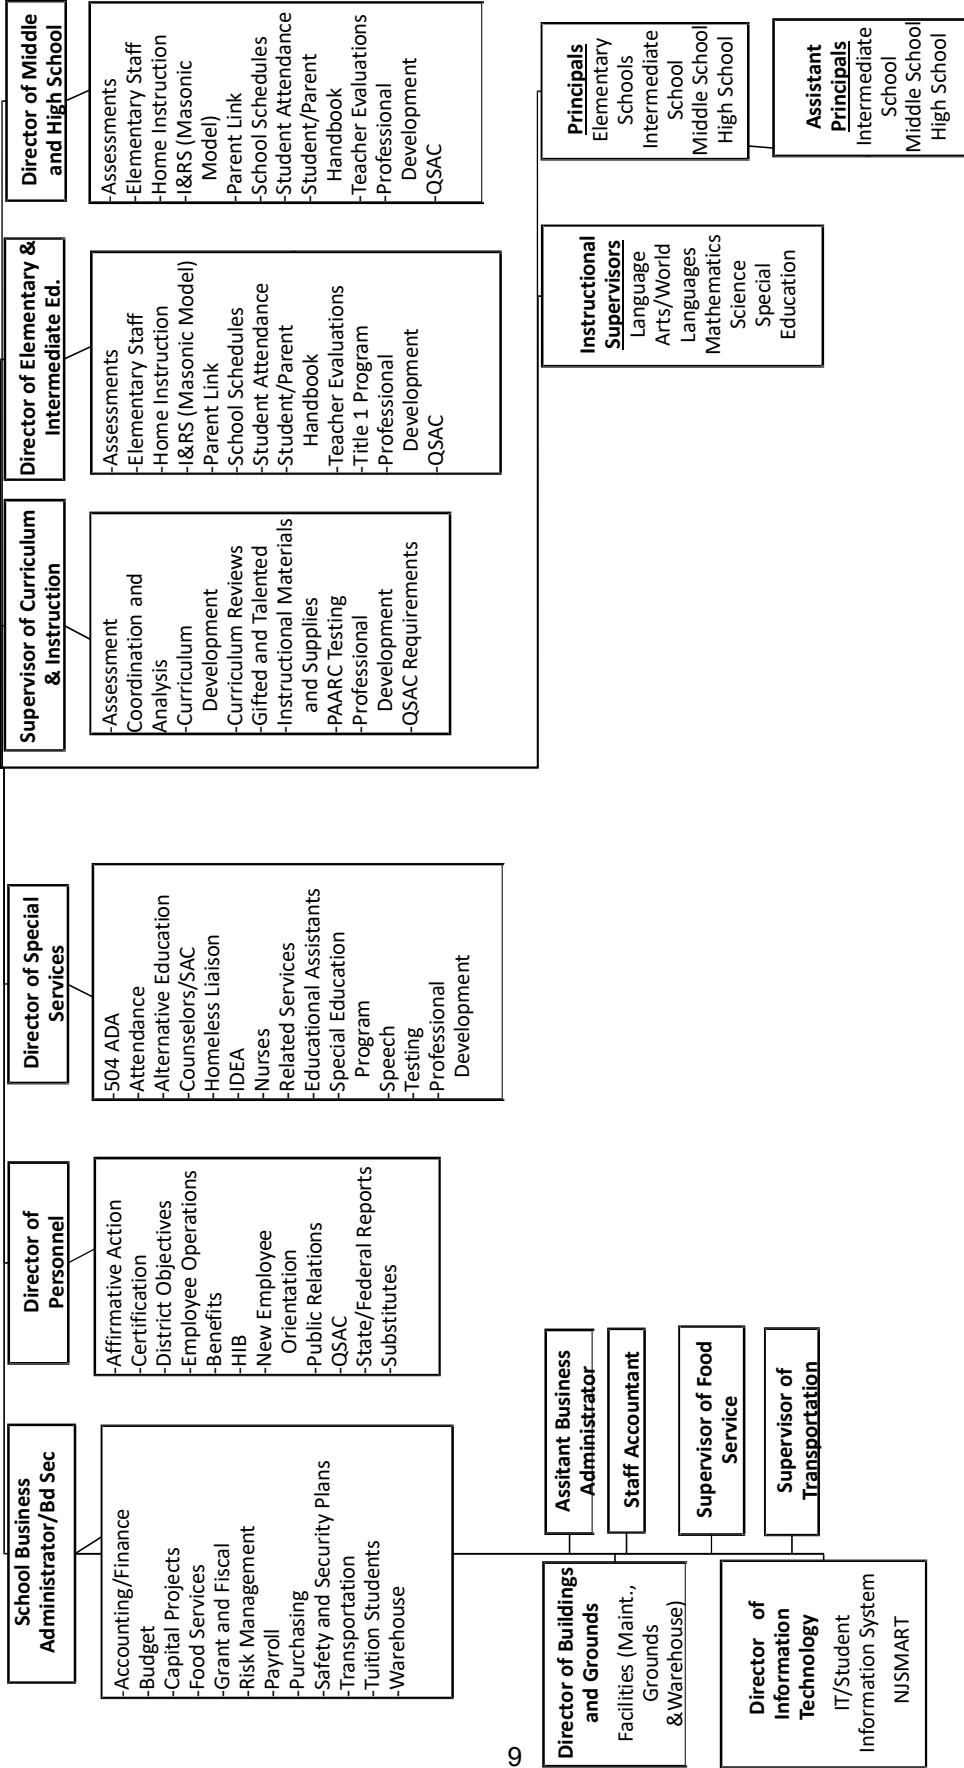 School Business
Administrator/Bd Sec
-Accounting/Finance
-Budget
-Capital Projects
-Food Services
-Grant and Fiscal
-Risk Management
-Payroll
-Purchasing
-Safety and Security Plans
-Transportation
-Tuition Students
-Warehouse
Director of
Personnel
-Affirmative Action
-Certification
-District Objectives
-Employee Operations
-Benefits
-HIB
-New Employee
Orientation
-Public Relations
-QSAC
-State/Federal Reports
-Substitutes
Director of Special
Services
-504 ADA
-Attendance
-Alternative Education
-Counselors/SAC
-Homeless Liaison
-IDEA
-Nurses
-Related Services
-Educational Assistants
-Special Education
Program
-Speech
-Testing
-Professional
Development
Supervisor of Curriculum
& Instruction
-Assessment
Coordination and
Analysis
-Curriculum
Development
-Curriculum Reviews
-Gifted and Talented
-Instructional Materials
and Supplies
-PAARC Testing
-Professional
Development
-QSAC Requirements
Director of Elementary &
Intermediate Ed.
-Assessments
-Elementary Staff
-Home Instruction
-I&RS (Masonic Model)
-Parent Link
-School Schedules
-Student Attendance
-Student/Parent
Handbook
-Teacher Evaluations
-Title 1 Program
-Professional
Development
-QSAC
Director of Middle
and High School
-Assessments
-Elementary Staff
-Home Instruction
-I&RS (Masonic
Model)
-Parent Link
-School Schedules
-Student Attendance
-Student/Parent
Handbook
-Teacher Evaluations
-Professional
Development
-QSAC
Director of Buildings
and Grounds
Facilities (Maint.,
Grounds
&Warehouse)
Director of
Information
Technology
IT/Student
Information System
NJSMART
Assitant Business
Administrator
Staff Accountant
Supervisor of Food
Service
Supervisor of
Transportation
Instructional
Supervisors
Language
Arts/World
Languages
Mathematics
Science
Special
Education
Principals
Elementary
Schools
Intermediate
School
Middle School
High School
Assistant
Principals
Intermediate
School
Middle School
High School
9